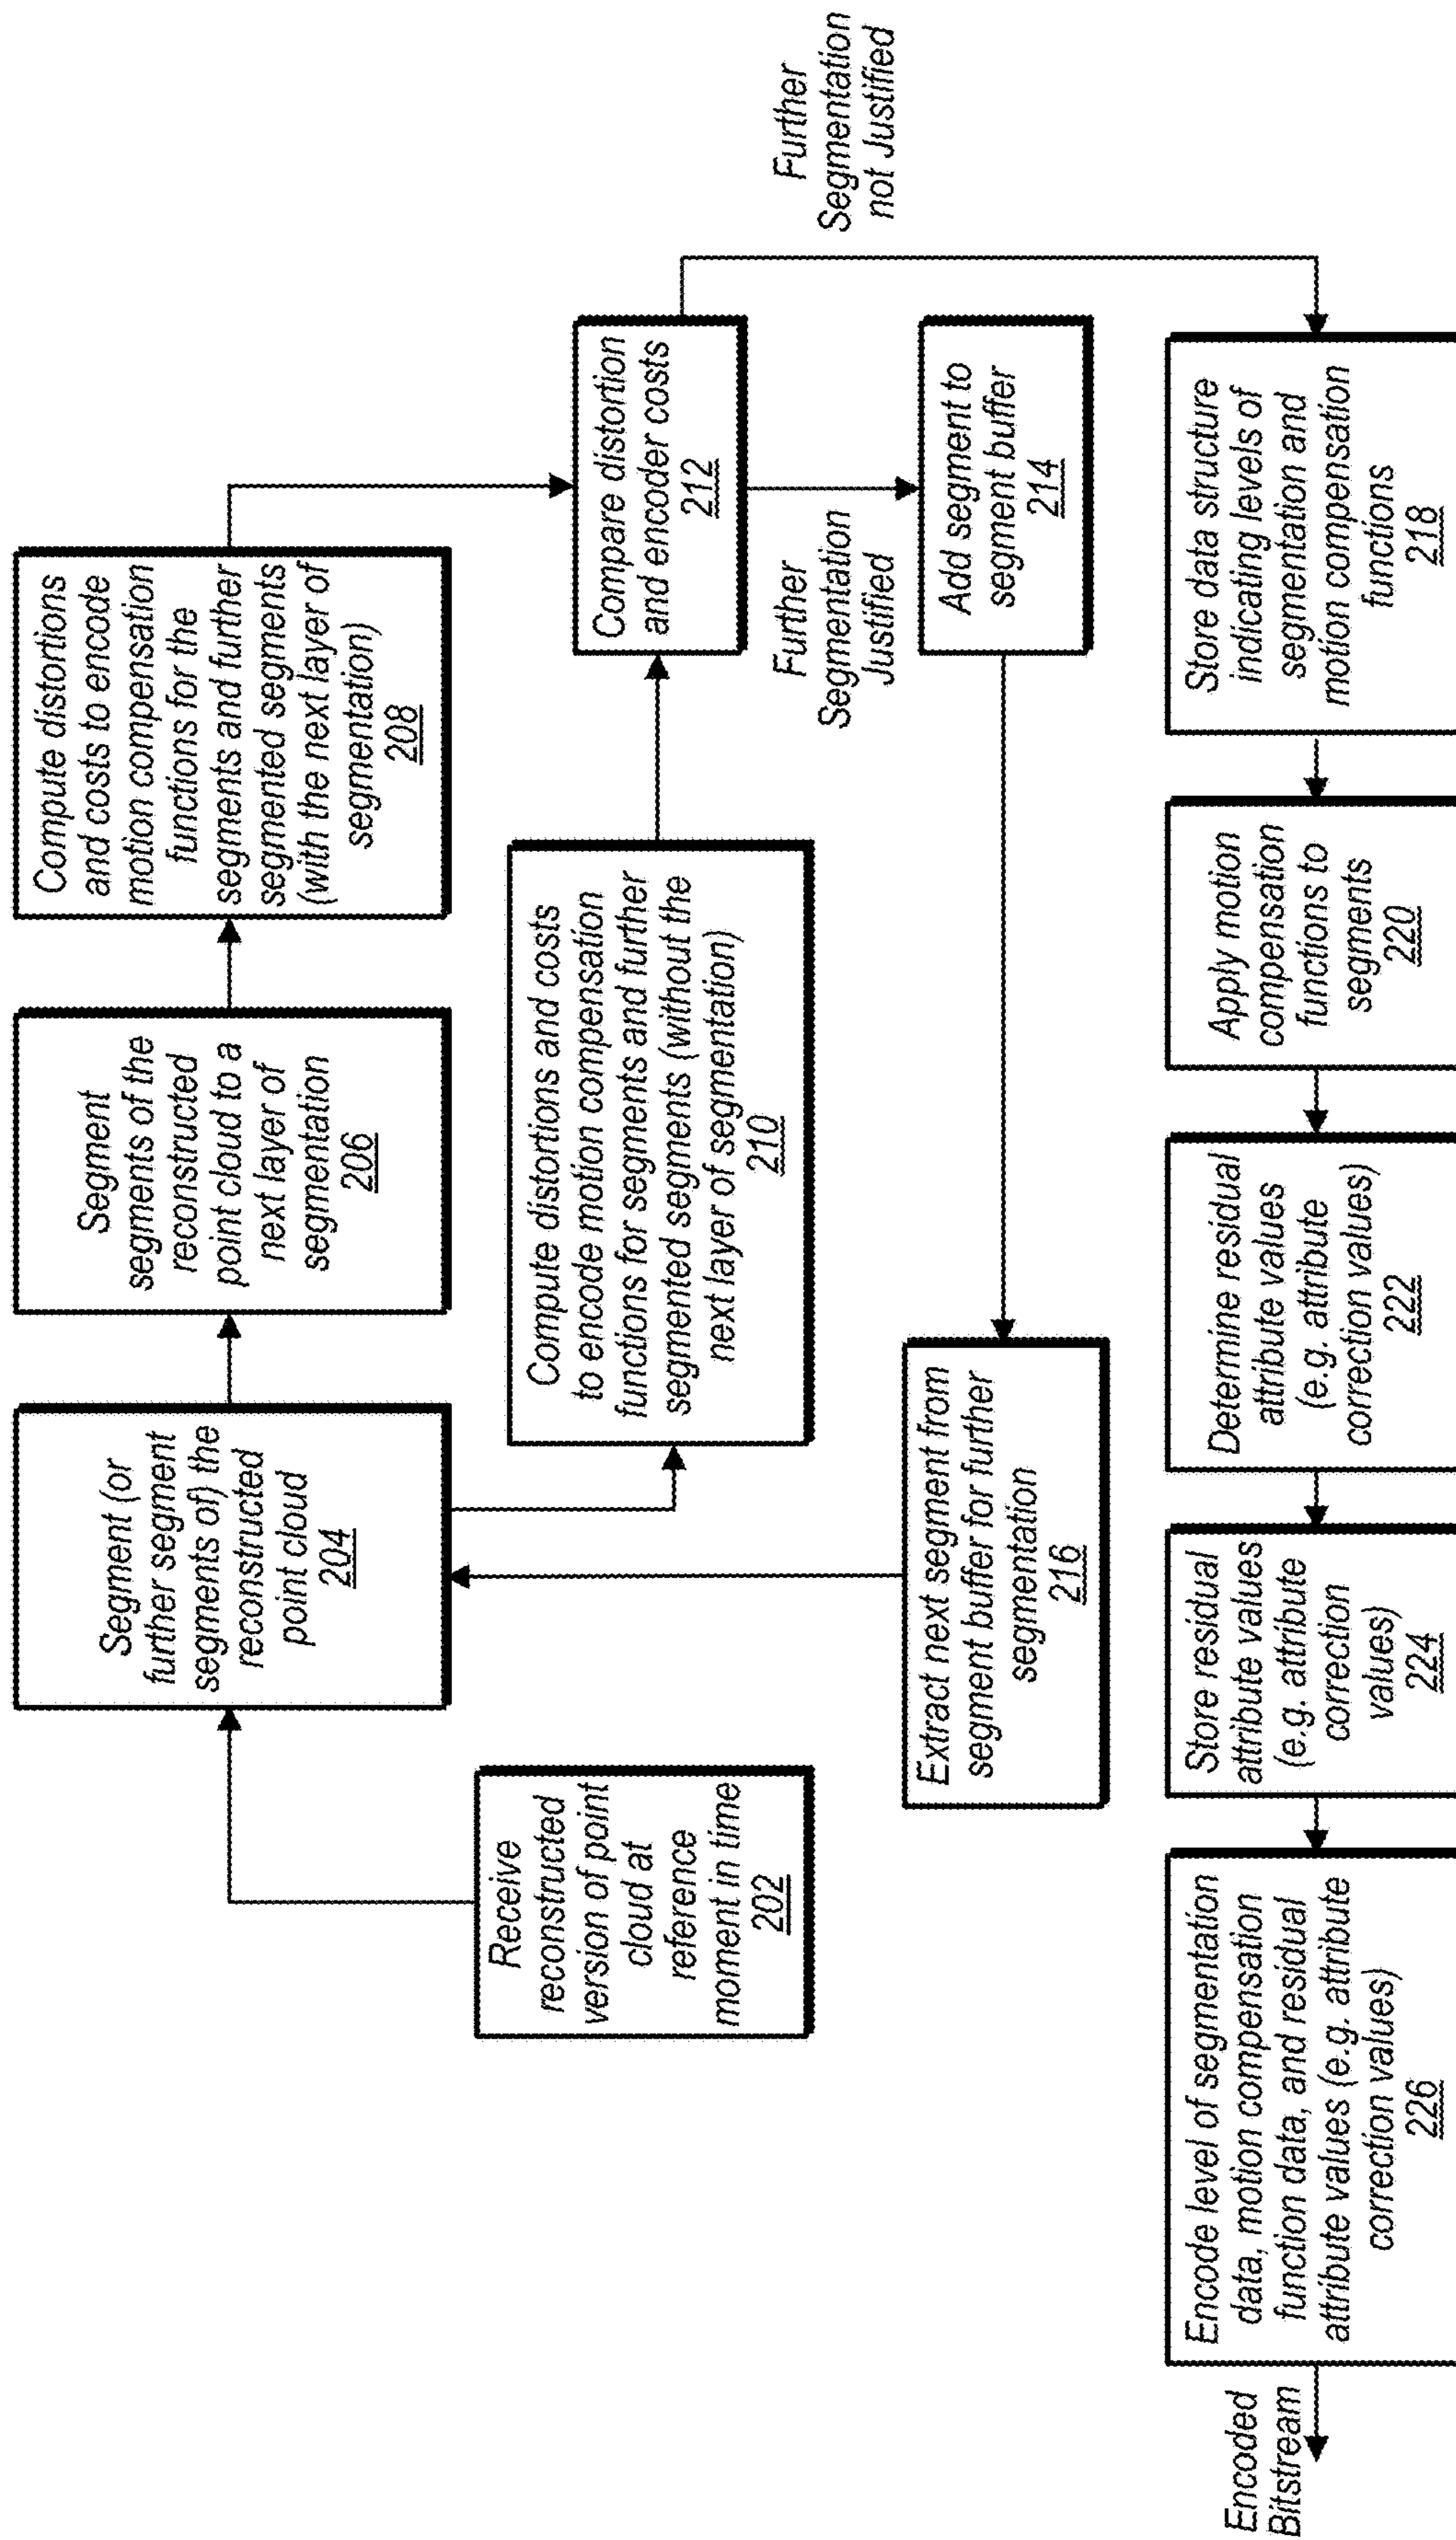 Receive
reconstructed
version of point
cloud at
reference
moment in time
202
Segment (or
further segment
segments of) the
reconstructed
point cloud
204
Segment
segments of the
reconstructed
point cloud to a
next layer of
segmentation
206
Compute distortions
and costs to encode
motion compensation
functions for the
segments and further
segmented segments
(with the next layer of
segmentation)
208
Compute distortions and costs
to encode motion compensation
functions for segments and further
segmented segments (without the
next layer of segmentation)
210
Compare distortion
and encoder costs
212
Further
Segmentation
not Justified
Further
Segmentation
Justified
Add segment to
segment buffer
214
Extract next segment from
segment buffer for further
segmentation
216
Store data structure
indicating levels of
segmentation and
motion compensation
functions
218
Apply motion
compensation
functions to
segments
220
Determine residual
attribute values
(e.g. attribute
correction values)
222
Store residual
attribute values
(e.g. attribute
correction
values)
224
Encode level of segmentation
data, motion compensation
function data, and residual
attribute values (e.g. attribute
correction values)
226
Encoded
Bitstream